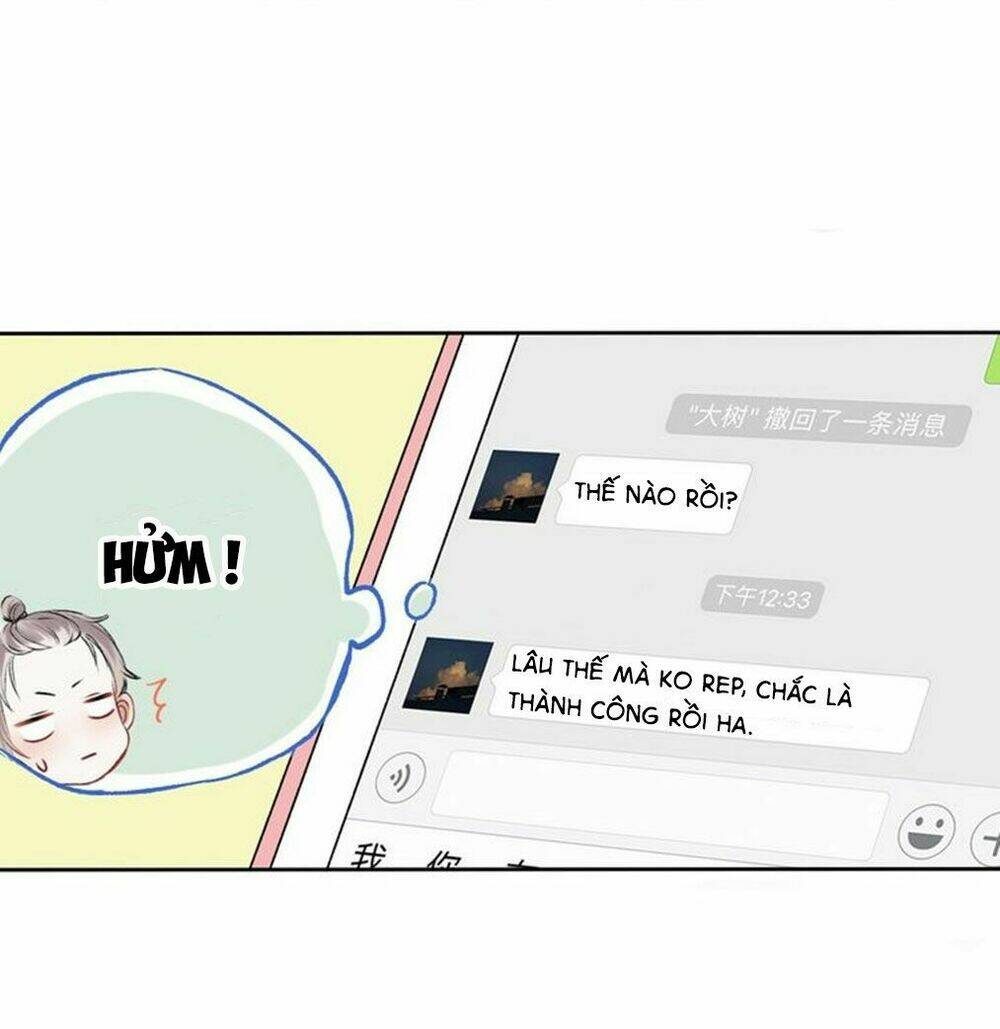 "大树" 撤回了一条消息
THẾ NÀO RỒI?
HỬM !
下午12:33
LÂU THẾ MÀ KO REP, CHẮC LÀ
THÀNH CÔNG RỒI HA.
我 你